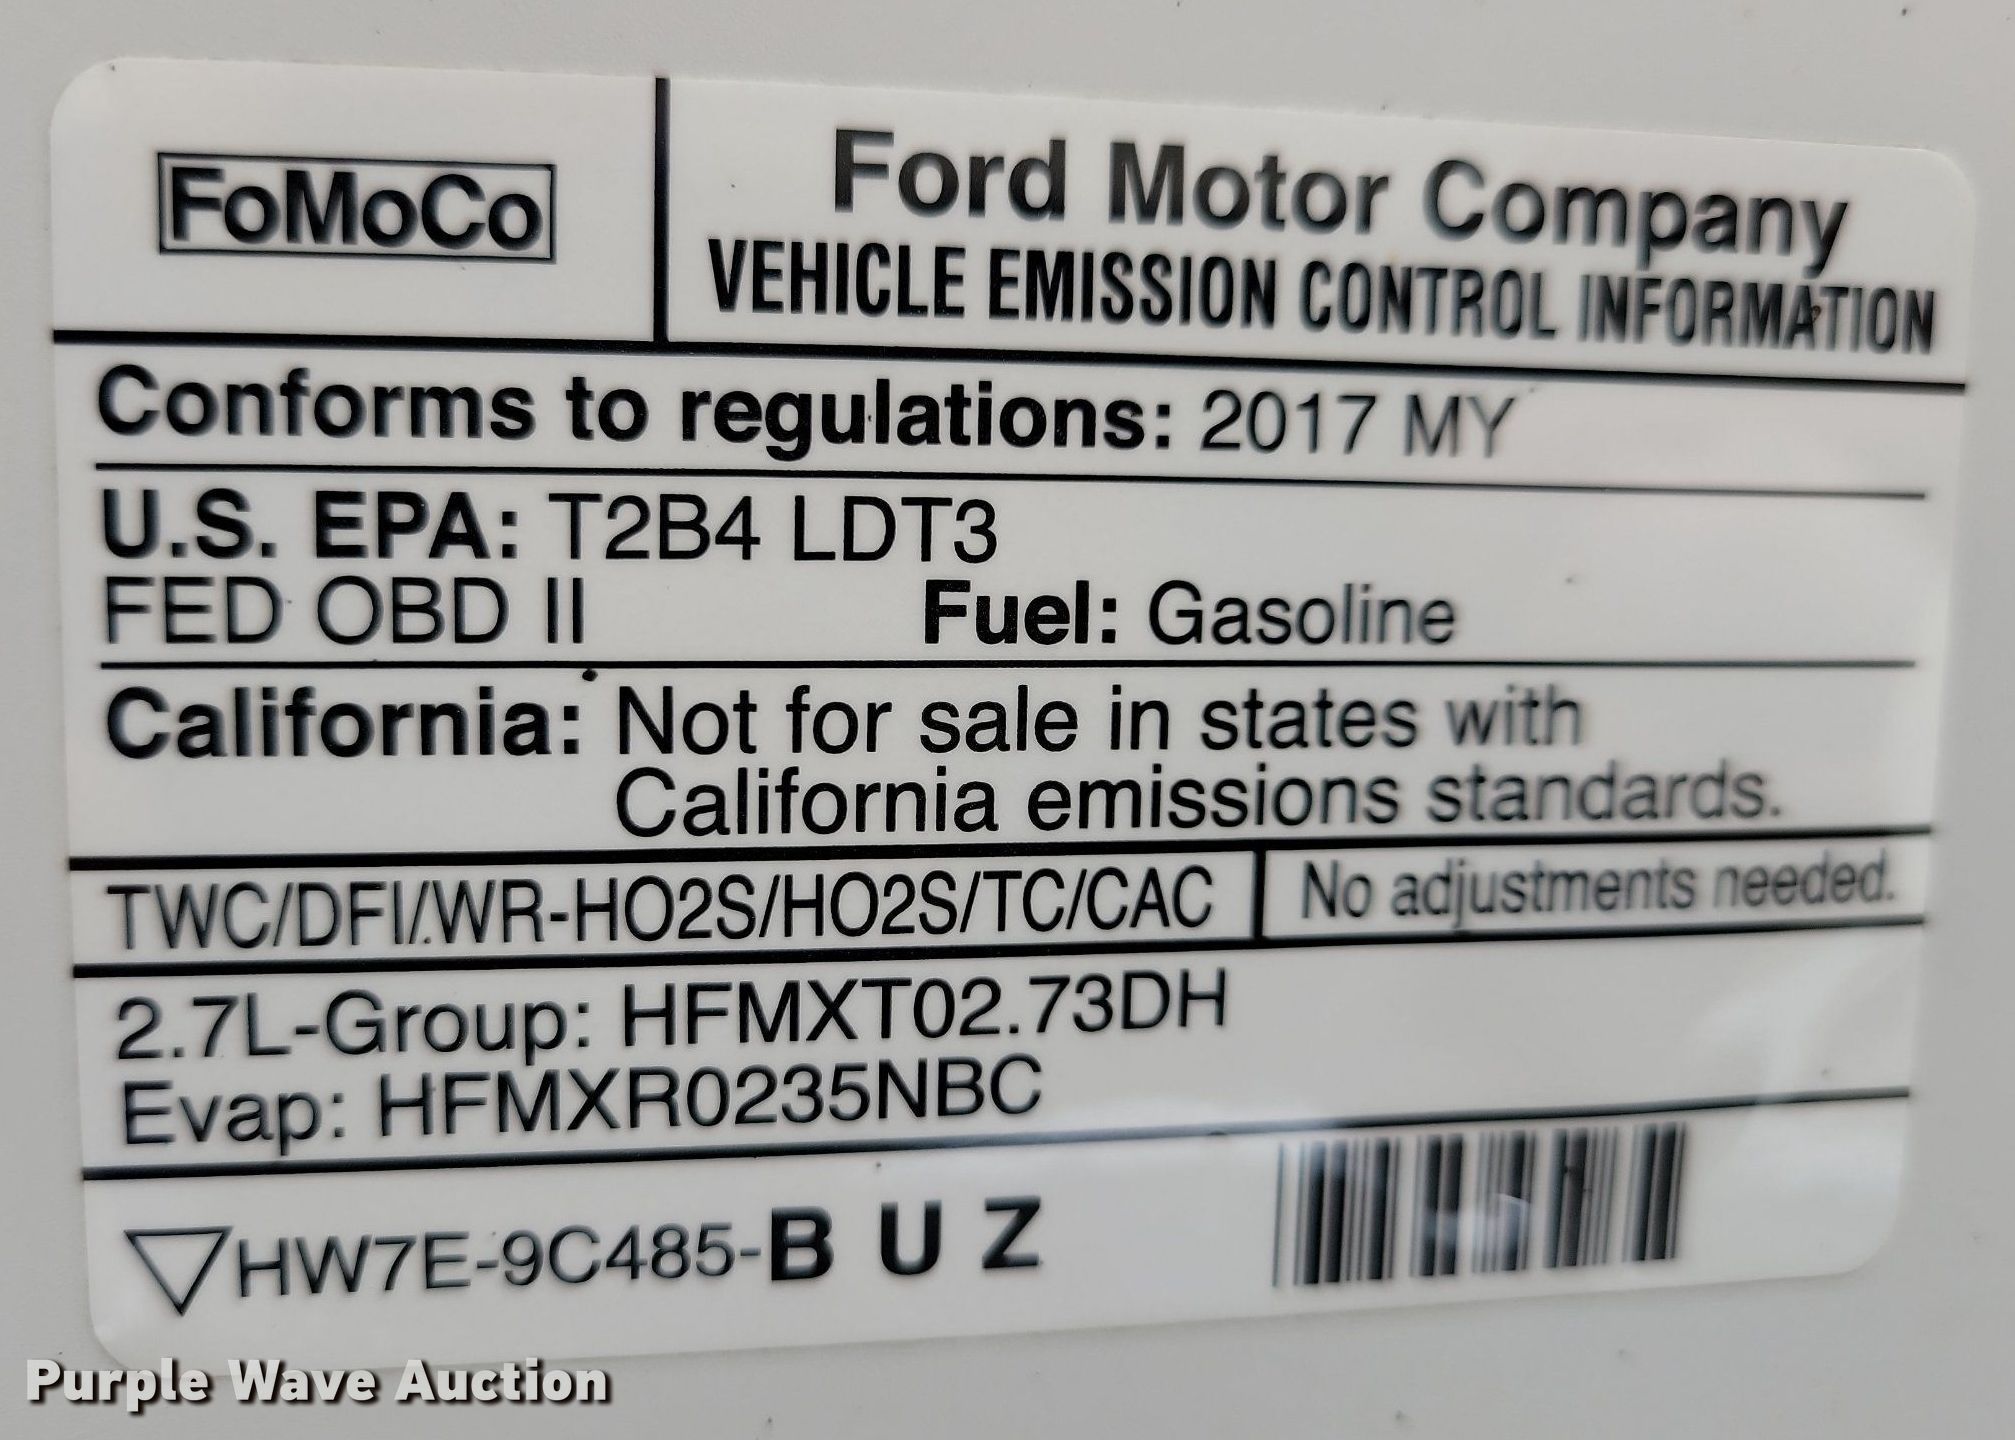 FoMoCo
Ford Motor Company
VEHICLE EMISSION CONTROL INFORMATION
Conforms to regulations: 2017 MY
U.S. EPA: T2B4 LDT3
FED OBD II Fuel: Gasoline
California: Not for sale in states with
California emissions standards.
TWC/DFI/WR-HO2S/HO2S/TC/CAC No adjustments needed.
2.7L-Group: HFMXT02.73DH
Evap: HFMXR0235NBC
HW7E-9C485-B U Z
Purple Wave Auction